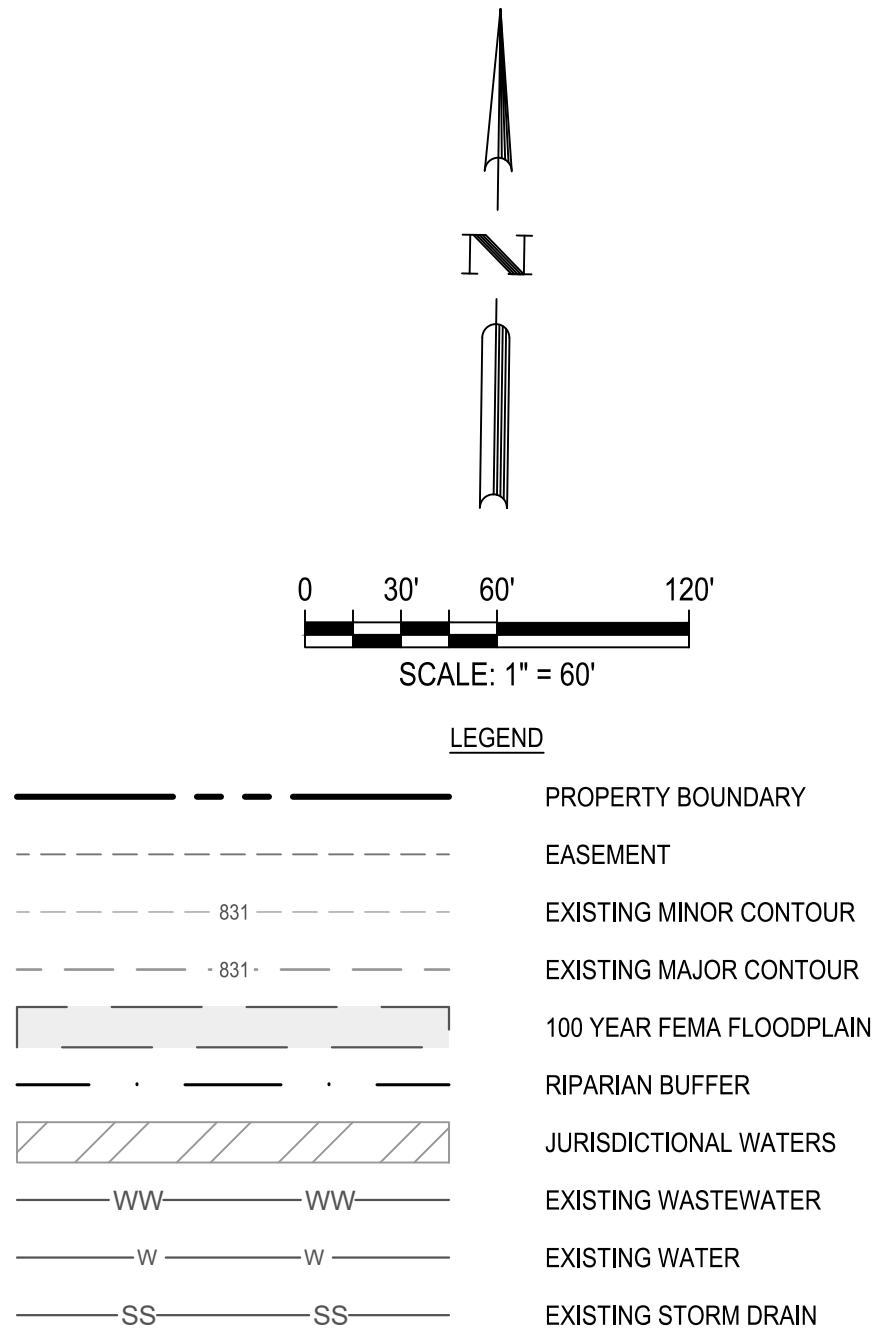 N
0 30' 60' 120'
SCALE: 1" = 60'
LEGEND
PROPERTY BOUNDARY
EASEMENT
831 EXISTING MINOR CONTOUR
831 EXISTING MAJOR CONTOUR
100 YEAR FEMA FLOODPLAIN
RIPARIAN BUFFER
JURISDICTIONAL WATERS
WW WW EXISTING WASTEWATER
W W EXISTING WATER
SS SS EXISTING STORM DRAIN